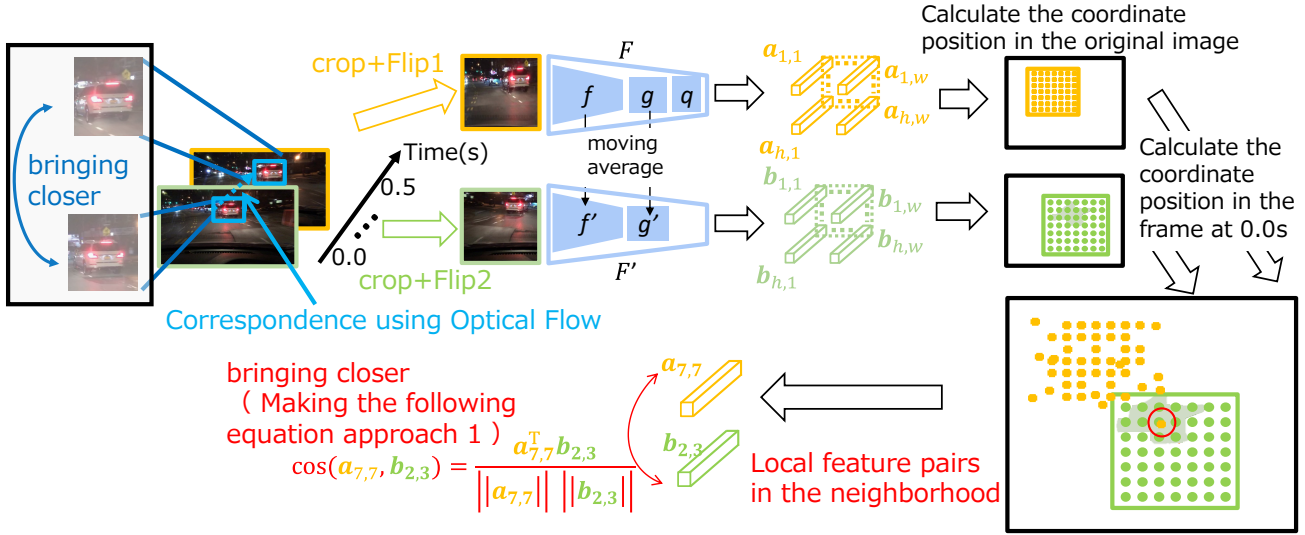 Calculate the coordinate
position in the original image
crop+Flip1
F
f
g
q
a1,1
a1,w
ah,1
ah,w
bringing
closer
Time(s)
0.5
0.0
moving
average
Calculate the
coordinate
position in the
frame at 0.0s
crop+Flip2
f'
g'
F'
b1,1
b1,w
bh,1
bh,w
Correspondence using Optical Flow
bringing closer
( Making the following
equation approach 1 )
cos(a7,7, b2,3) = a7,7ᵀb2,3 / ||a7,7|| ||b2,3||
a7,7
b2,3
Local feature pairs
in the neighborhood